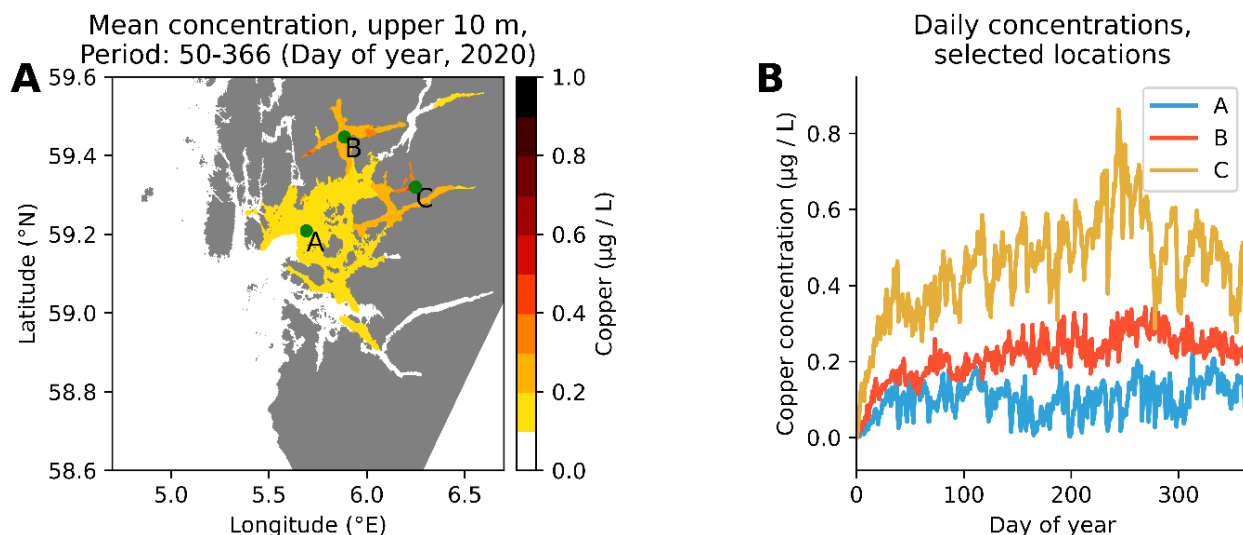 Mean concentration, upper 10 m,
Period: 50-366 (Day of year, 2020)
A
59.6
59.4
59.2
59.0
58.8
58.6
Latitude (°N)
5.0
5.5
6.0
6.5
Longitude (°E)
B
C
A
1.0
0.8
0.6
0.4
0.2
0.0
Copper (μg / L)
Daily concentrations,
selected locations
B
0.8
0.6
0.4
0.2
0.0
Copper concentration (μg / L)
0
100
200
300
Day of year
A
B
C